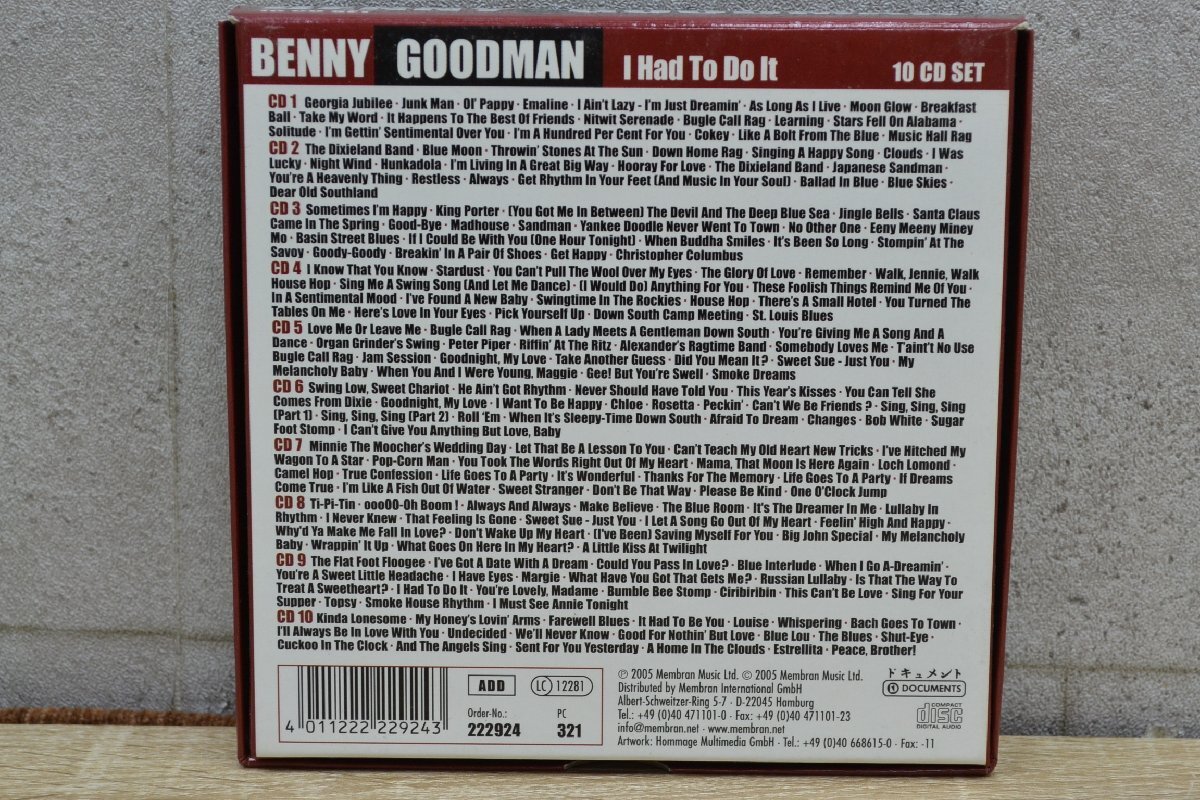 BENNY GOODMAN I Had To Do It 10 CD SET
CD 1 Georgia Jubilee · Junk Man · Ol' Pappy · Emaline · I Ain't Lazy - I'm Just Dreamin' · As Long As I Live · Moon Glow · Breakfast
Ball · Take My Word · It Happens To The Best Of Friends · Nitwit Serenade · Bugle Call Rag · Learning · Stars Fell On Alabama ·
Solitude · I'm Gettin' Sentimental Over You · I'm A Hundred Per Cent For You · Cokey · Like A Bolt From The Blue · Music Hall Rag
CD 2 The Dixieland Band · Blue Moon · Throwin' Stones At The Sun · Down Home Rag · Singing A Happy Song · Clouds · I Was
Lucky · Night Wind · Hunkadola · I'm Living In A Great Big Way · Hooray For Love · The Dixieland Band · Japanese Sandman ·
You're A Heavenly Thing · Restless · Always · Get Rhythm In Your Feet (And Music In Your Soul) · Ballad In Blue · Blue Skies ·
Dear Old Southland
CD 3 Sometimes I'm Happy · King Porter · (You Got Me In Between) The Devil And The Deep Blue Sea · Jingle Bells · Santa Claus
Came In The Spring · Good-Bye · Madhouse · Sandman · Yankee Doodle Never Went To Town · No Other One · Eeny Meeny Miney
Mo · Basin Street Blues · If I Could Be With You (One Hour Tonight) · When Buddha Smiles · It's Been So Long · Stompin' At The
Savoy · Goody-Goody · Breakin' In A Pair Of Shoes · Get Happy · Christopher Columbus
CD 4 I Know That You Know · Stardust · You Can't Pull The Wool Over My Eyes · The Glory Of Love · Remember · Walk, Jennie, Walk
House Hop · Sing Me A Swing Song (And Let Me Dance) · (I Would Do) Anything For You · These Foolish Things Remind Me Of You ·
In A Sentimental Mood · I've Found A New Baby · Swingtime In The Rockies · House Hop · There's A Small Hotel · You Turned The
Tables On Me · Here's Love In Your Eyes · Pick Yourself Up · Down South Camp Meeting · St. Louis Blues
CD 5 Love Me Or Leave Me · Bugle Call Rag · When A Lady Meets A Gentleman Down South · You're Giving Me A Song And A
Dance · Organ Grinder's Swing · Peter Piper · Riffin' At The Ritz · Alexander's Ragtime Band · Somebody Loves Me · T'aint't No Use
Bugle Call Rag · Jam Session · Goodnight, My Love · Take Another Guess · Did You Mean It? · Sweet Sue - Just You · My
Melancholy Baby · When You And I Were Young, Maggie · Gee! But You're Swell · Smoke Dreams
CD 6 Swing Low, Sweet Chariot · He Ain't Got Rhythm · Never Should Have Told You · This Year's Kisses · You Can Tell She
Comes From Dixie · Goodnight, My Love · I Want To Be Happy · Chloe · Rosetta · Peckin' · Can't We Be Friends ? · Sing, Sing, Sing
(Part 1) · Sing, Sing, Sing (Part 2) · Roll 'Em · When It's Sleepy-Time Down South · Afraid To Dream · Changes · Bob White · Sugar
Foot Stomp · I Can't Give You Anything But Love, Baby
CD 7 Minnie The Moocher's Wedding Day · Let That Be A Lesson To You · Can't Teach My Old Heart New Tricks · I've Hitched My
Wagon To A Star · Pop-Corn Man · You Took The Words Right Out Of My Heart · Mama, That Moon Is Here Again · Loch Lomond ·
Camel Hop · True Confession · Life Goes To A Party · It's Wonderful · Thanks For The Memory · Life Goes To A Party · If Dreams
Come True · I'm Like A Fish Out Of Water · Sweet Stranger · Don't Be That Way · Please Be Kind · One O'Clock Jump
CD 8 Ti-Pi-Tin · oooOO-Oh Boom ! · Always And Always · Make Believe · The Blue Room · It's The Dreamer In Me · Lullaby In
Rhythm · I Never Knew · That Feeling Is Gone · Sweet Sue - Just You · I Let A Song Go Out Of My Heart · Feelin' High And Happy ·
Why'd Ya Make Me Fall In Love? · Don't Wake Up My Heart · (I've Been) Saving Myself For You · Big John Special · My Melancholy
Baby · Wrappin' It Up · What Goes On Here In My Heart? · A Little Kiss At Twilight
CD 9 The Flat Foot Floogee · I've Got A Date With A Dream · Could You Pass In Love? · Blue Interlude · When I Go A-Dreamin' ·
You're A Sweet Little Headache · I Have Eyes · Margie · What Have You Got That Gets Me? · Russian Lullaby · Is That The Way To
Treat A Sweetheart? · I Had To Do It · You're Lovely, Madame · Bumble Bee Stomp · Ciribiribin · This Can't Be Love · Sing For Your
Supper · Topsy · Smoke House Rhythm · I Must See Annie Tonight
CD 10 Kinda Lonesome · My Honey's Lovin' Arms · Farewell Blues · It Had To Be You · Louise · Whispering · Bach Goes To Town ·
I'll Always Be In Love With You · Undecided · We'll Never Know · Good For Nothin' But Love · Blue Lou · The Blues · Shut-Eye ·
Cuckoo In The Clock · And The Angels Sing · Sent For You Yesterday · A Home In The Clouds · Estrellita · Peace, Brother!
4 011222 229243
ADD LC 12281
Order-No.: PC
222924 321
℗ 2005 Membran Music Ltd. © 2005 Membran Music Ltd.
Distributed by Membran International GmbH
Albert-Schweitzer-Ring 5-7 · D-22045 Hamburg
Tel.: +49 (0)40 471101-0 · Fax: +49 (0)40 471101-23
info@membran.net · www.membran.net
Artwork: Hommage Multimedia GmbH · Tel.: +49 (0)40 668615-0 · Fax: -11
ドキュメント
DOCUMENTS
COMPACT
disc
DIGITAL AUDIO